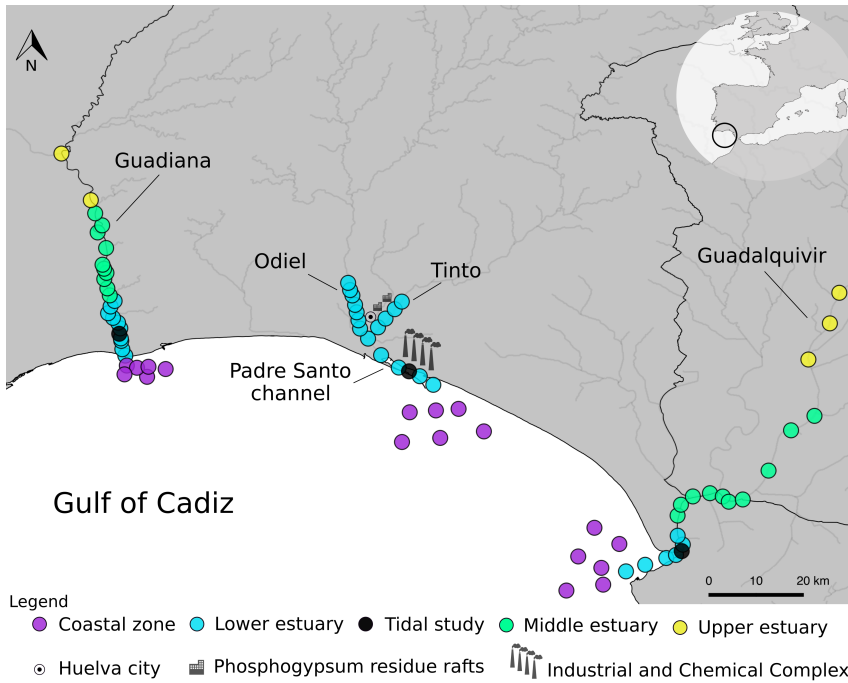 N
Guadiana
Odiel
Tinto
Guadalquivir
Padre Santo
channel
Gulf of Cadiz
0 10 20 km
Legend
Coastal zone Lower estuary Tidal study Middle estuary Upper estuary
Huelva city Phosphogypsum residue rafts Industrial and Chemical Complex